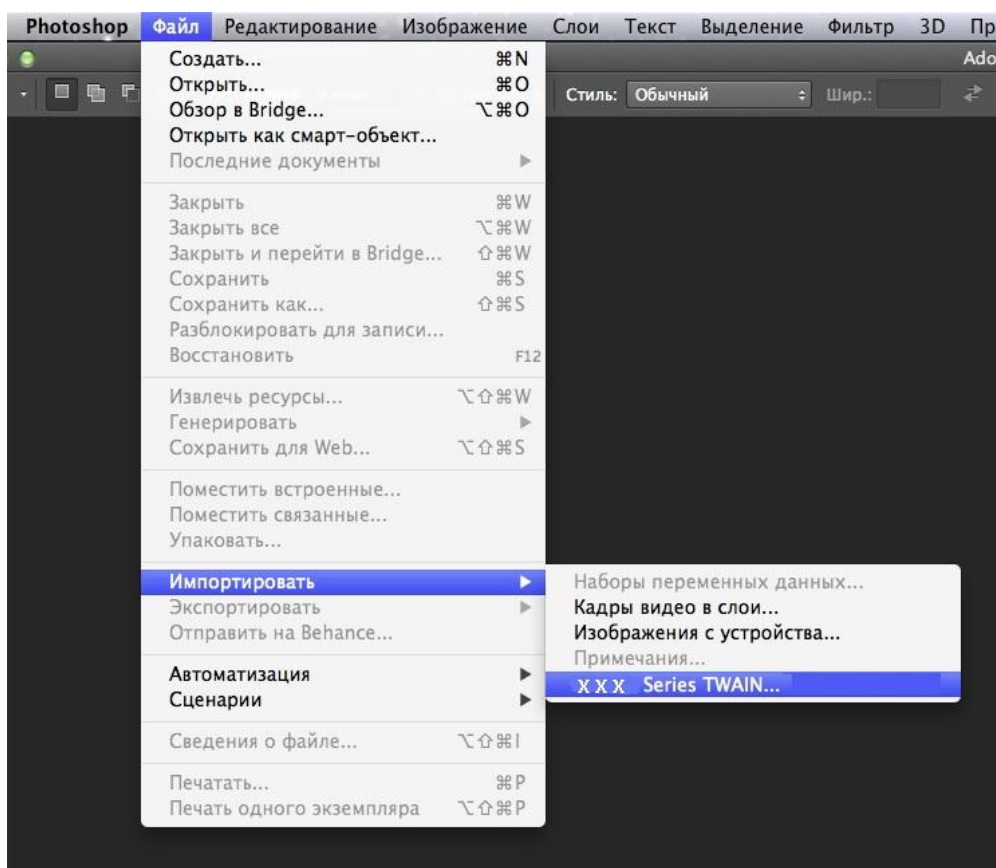 Photoshop Файл Редактирование Изображение Слои Текст Выделение Фильтр 3D Пр
Ado
Стиль: Обычный Шир.:
Создать... ⌘N
Открыть... ⌘O
Обзор в Bridge... ⌥⌘O
Открыть как смарт-объект...
Последние документы ▶
Закрыть ⌘W
Закрыть все ⌥⌘W
Закрыть и перейти в Bridge... ⇧⌘W
Сохранить ⌘S
Сохранить как... ⇧⌘S
Разблокировать для записи...
Восстановить F12
Извлечь ресурсы... ⌥⇧⌘W
Генерировать ▶
Сохранить для Web... ⌥⇧⌘S
Поместить встроенные...
Поместить связанные...
Упаковать...
Импортировать ▶
Экспортировать ▶
Отправить на Behance...
Автоматизация ▶
Сценарии ▶
Сведения о файле... ⌥⇧⌘I
Печатать... ⌘P
Печать одного экземпляра ⌥⇧⌘P
Наборы переменных данных...
Кадры видео в слои...
Изображения с устройства...
Примечания...
X X X Series TWAIN...